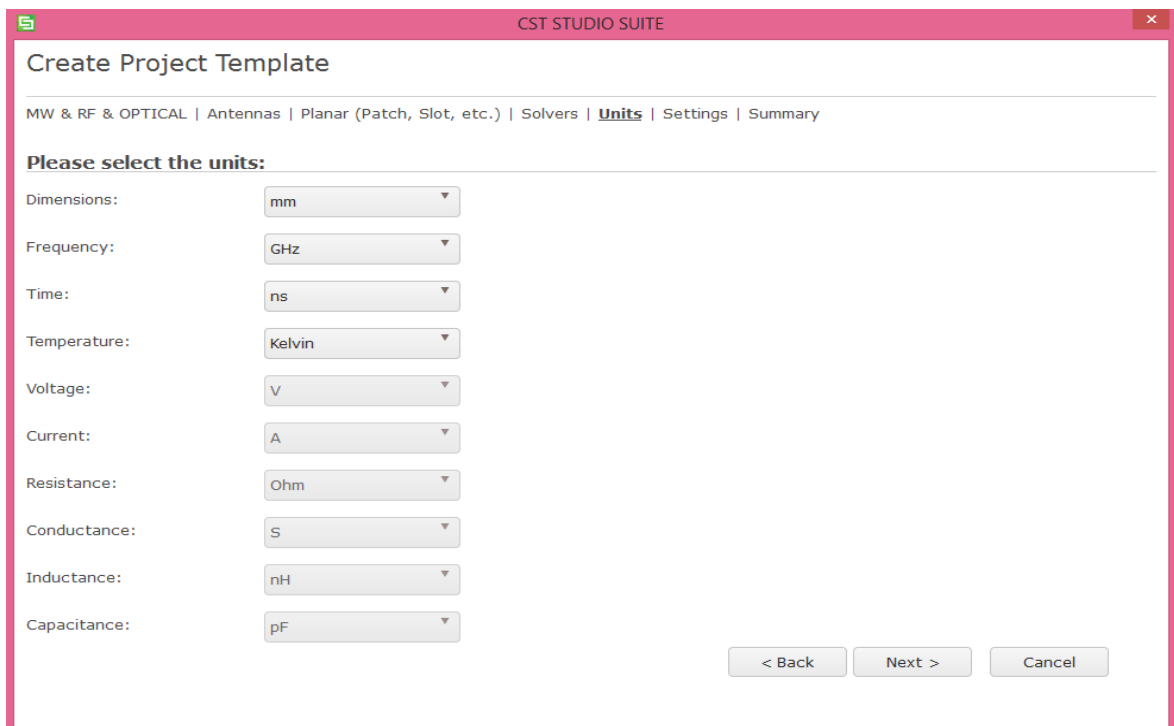 CST STUDIO SUITE
Create Project Template
MW & RF & OPTICAL | Antennas | Planar (Patch, Slot, etc.) | Solvers | Units | Settings | Summary
Please select the units:
Dimensions: mm
Frequency: GHz
Time: ns
Temperature: Kelvin
Voltage: V
Current: A
Resistance: Ohm
Conductance: S
Inductance: nH
Capacitance: pF
< Back Next > Cancel